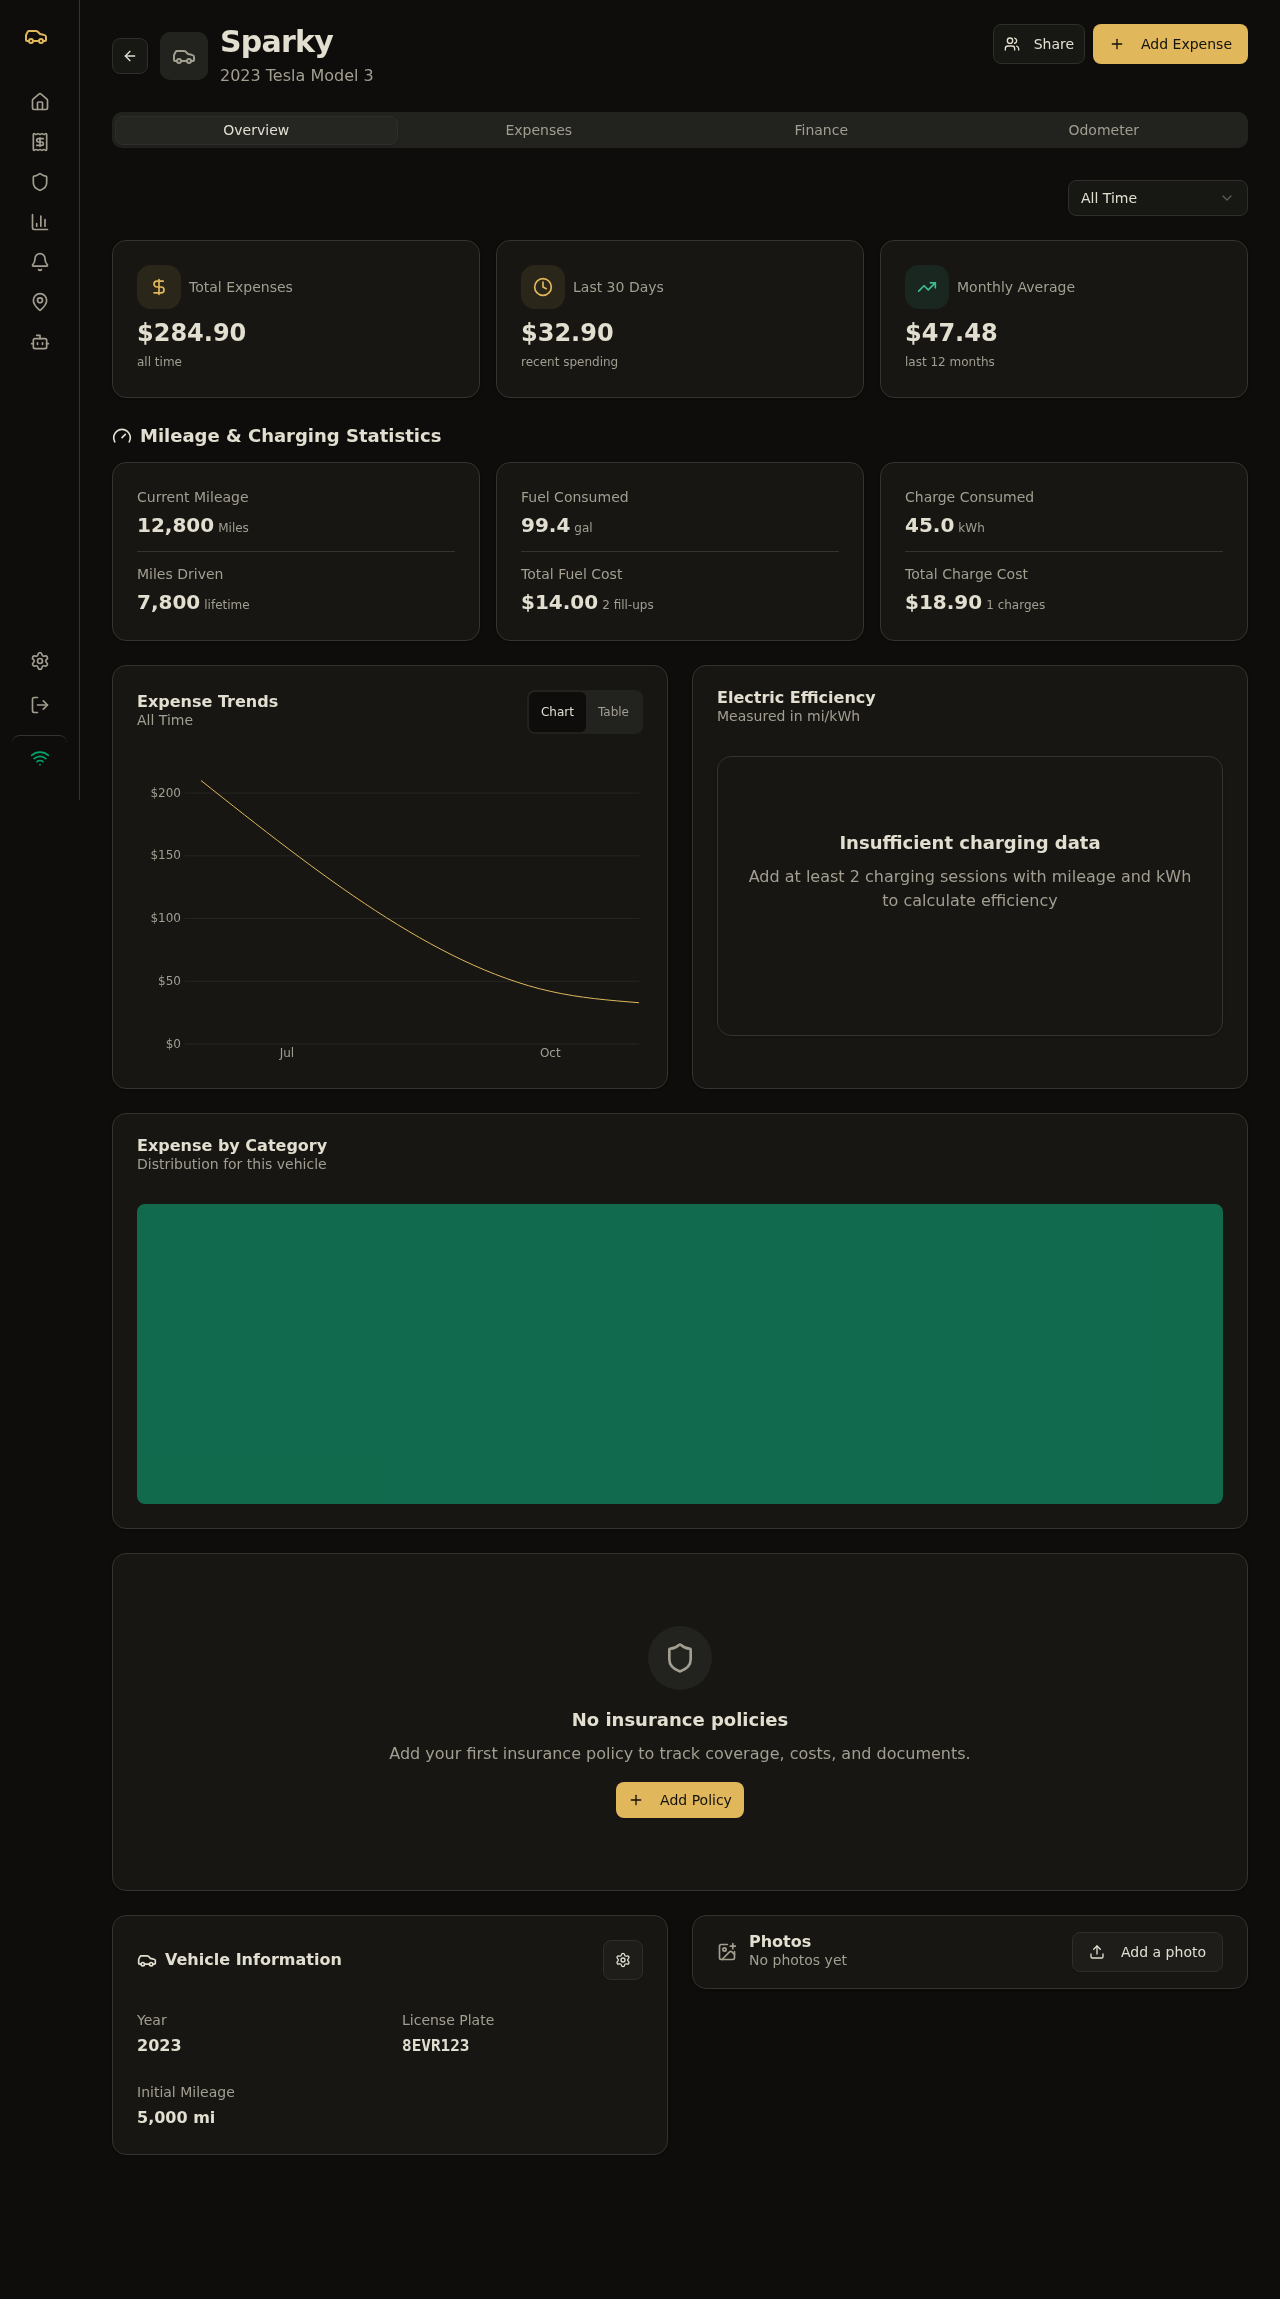 Sparky
2023 Tesla Model 3
Share
Add Expense
Overview
Expenses
Finance
Odometer
All Time
Total Expenses
$284.90
all time
Last 30 Days
$32.90
recent spending
Monthly Average
$47.48
last 12 months
Mileage & Charging Statistics
Current Mileage
12,800 Miles
Miles Driven
7,800 lifetime
Fuel Consumed
99.4 gal
Total Fuel Cost
$14.00 2 fill-ups
Charge Consumed
45.0 kWh
Total Charge Cost
$18.90 1 charges
Expense Trends
All Time
Chart
Table
$200
$150
$100
$50
$0
Jul
Oct
Electric Efficiency
Measured in mi/kWh
Insufficient charging data
Add at least 2 charging sessions with mileage and kWh
to calculate efficiency
Expense by Category
Distribution for this vehicle
No insurance policies
Add your first insurance policy to track coverage, costs, and documents.
Add Policy
Vehicle Information
Year
2023
License Plate
8EVR123
Initial Mileage
5,000 mi
Photos
No photos yet
Add a photo